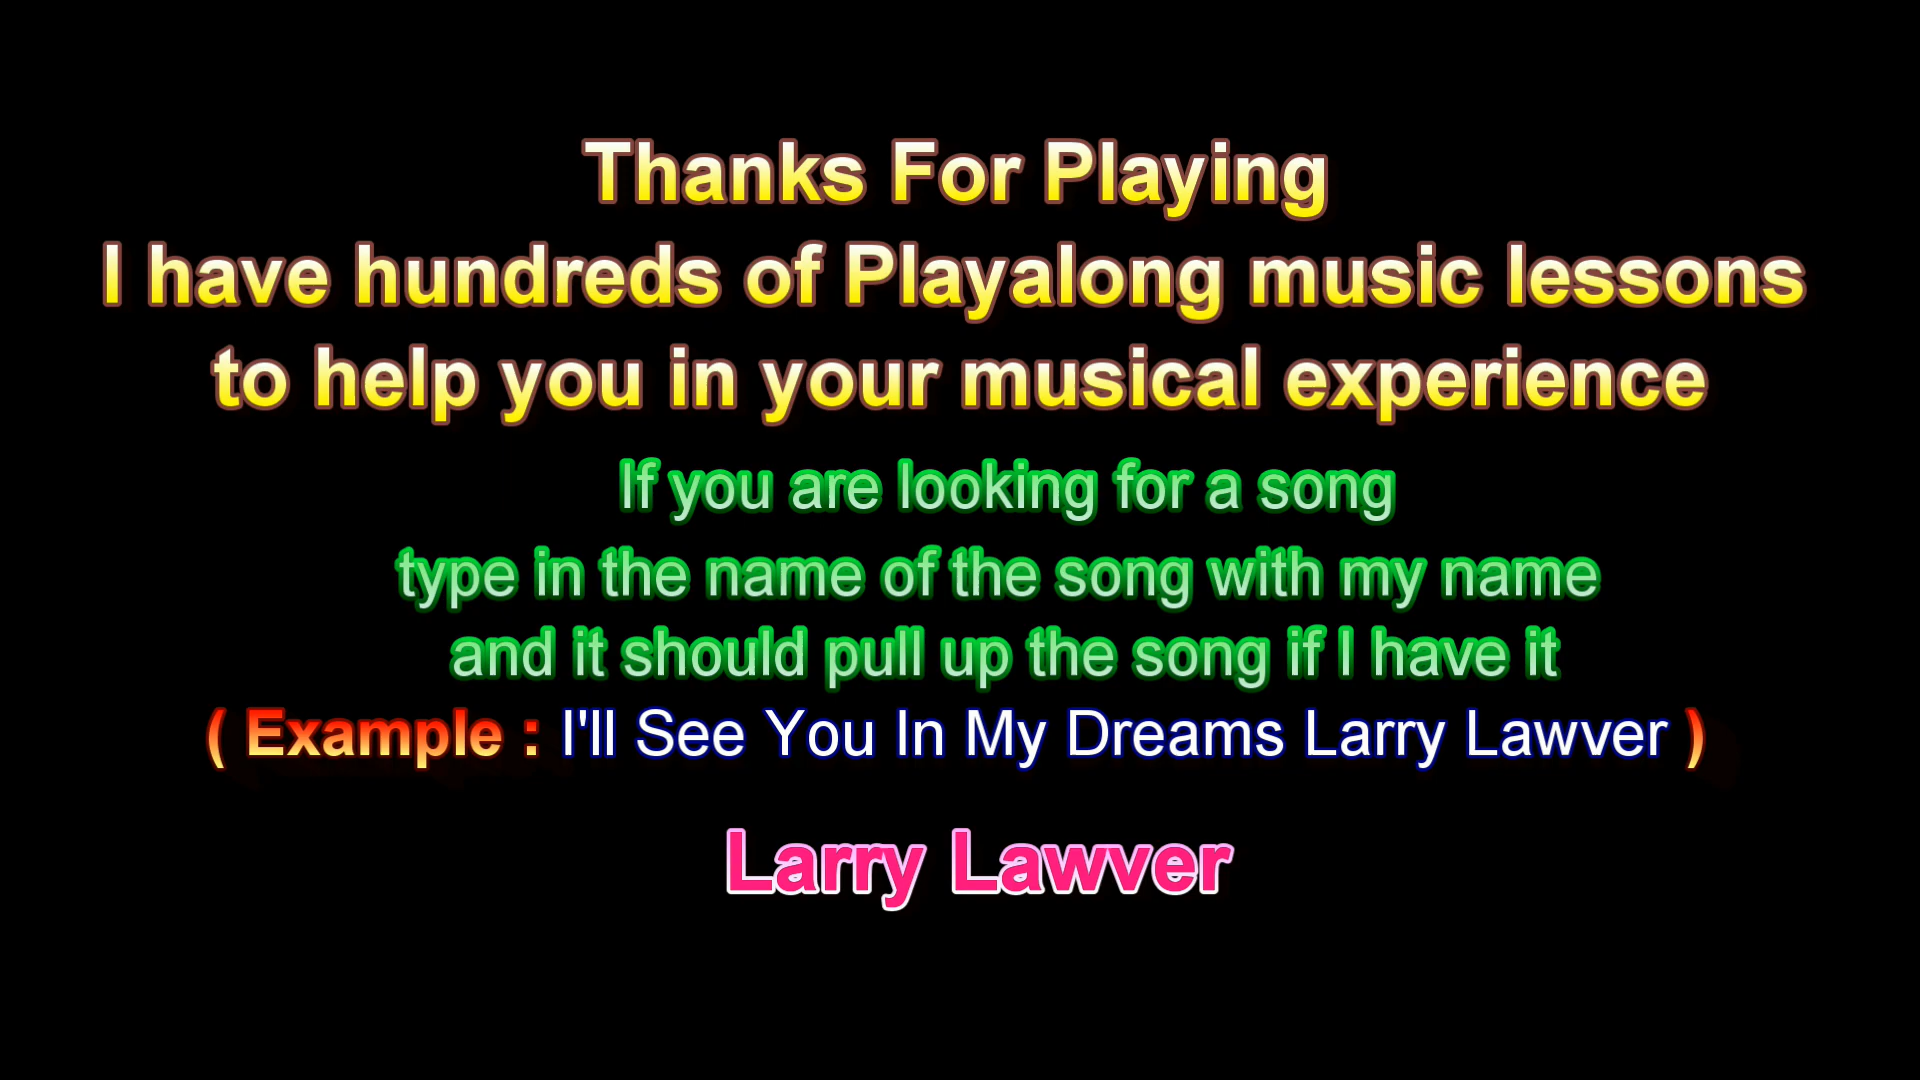 Thanks For Playing
I have hundreds of Playalong music lessons
to help you in your musical experience
If you are looking for a song
type in the name of the song with my name
and it should pull up the song if I have it
( Example : I'll See You In My Dreams Larry Lawver )
Larry Lawver